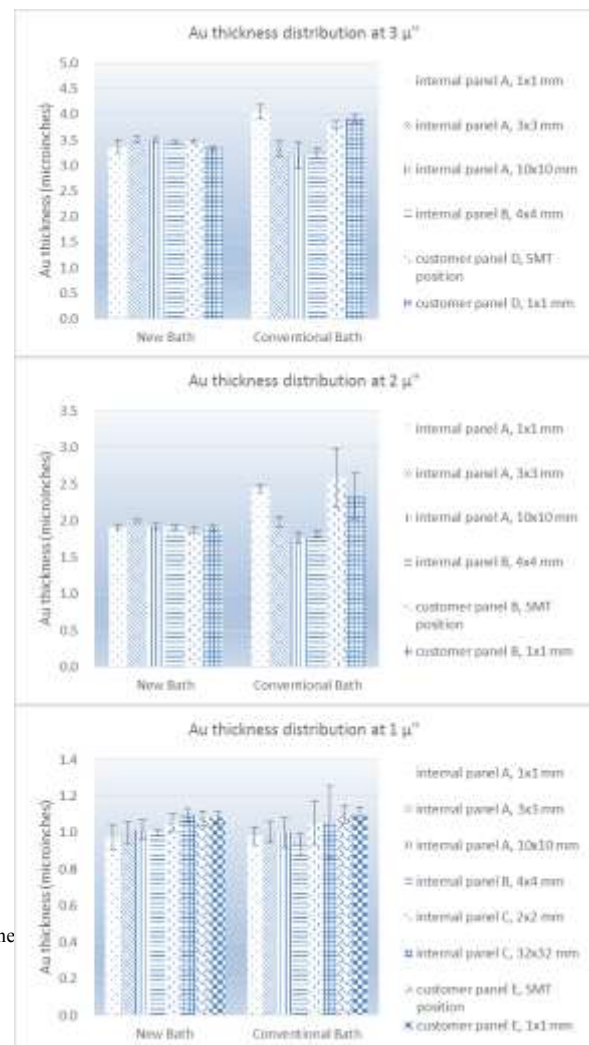 Au thickness distribution at 3 µ"
Au thickness (microinches)
5.0
4.5
4.0
3.5
3.0
2.5
2.0
1.5
1.0
0.5
0.0
New Bath
Conventional Bath
internal panel A, 1x1 mm
internal panel A, 3x3 mm
internal panel A, 10x10 mm
internal panel B, 4x4 mm
customer panel D, SMT
position
customer panel D, 1x1 mm
Au thickness distribution at 2 µ"
Au thickness (microinches)
3.5
3.0
2.5
2.0
1.5
1.0
0.5
0.0
New Bath
Conventional Bath
internal panel A, 1x1 mm
internal panel A, 3x3 mm
internal panel A, 10x10 mm
internal panel B, 4x4 mm
customer panel B, SMT
position
customer panel B, 1x1 mm
Au thickness distribution at 1 µ"
Au thickness (microinches)
1.4
1.2
1.0
0.8
0.6
0.4
0.2
0.0
New Bath
Conventional Bath
internal panel A, 1x1 mm
internal panel A, 3x3 mm
internal panel A, 10x10 mm
internal panel B, 4x4 mm
internal panel C, 2x2 mm
internal panel C, 32x32 mm
customer panel E, SMT
position
customer panel E, 1x1 mm